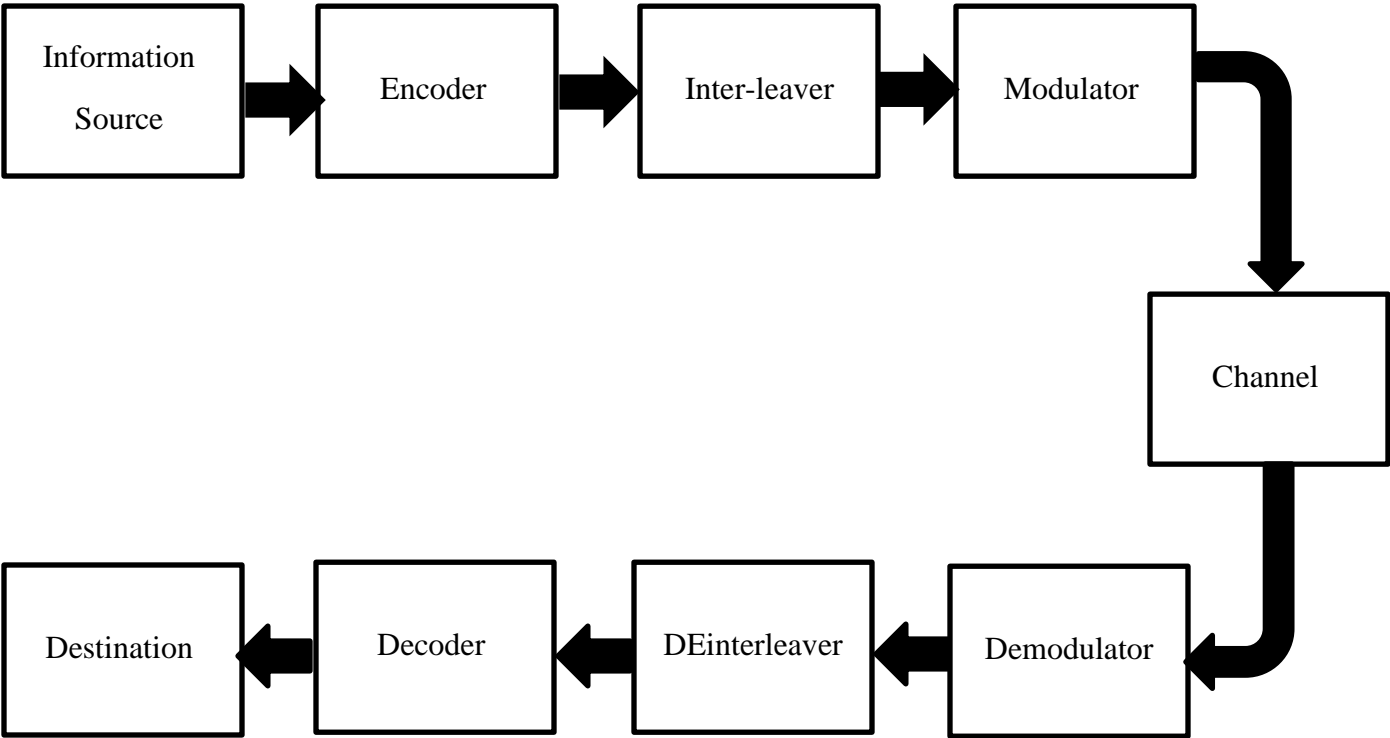 Information
Source
Encoder
Inter-leaver
Modulator
Channel
Destination
Decoder
DEinterleaver
Demodulator